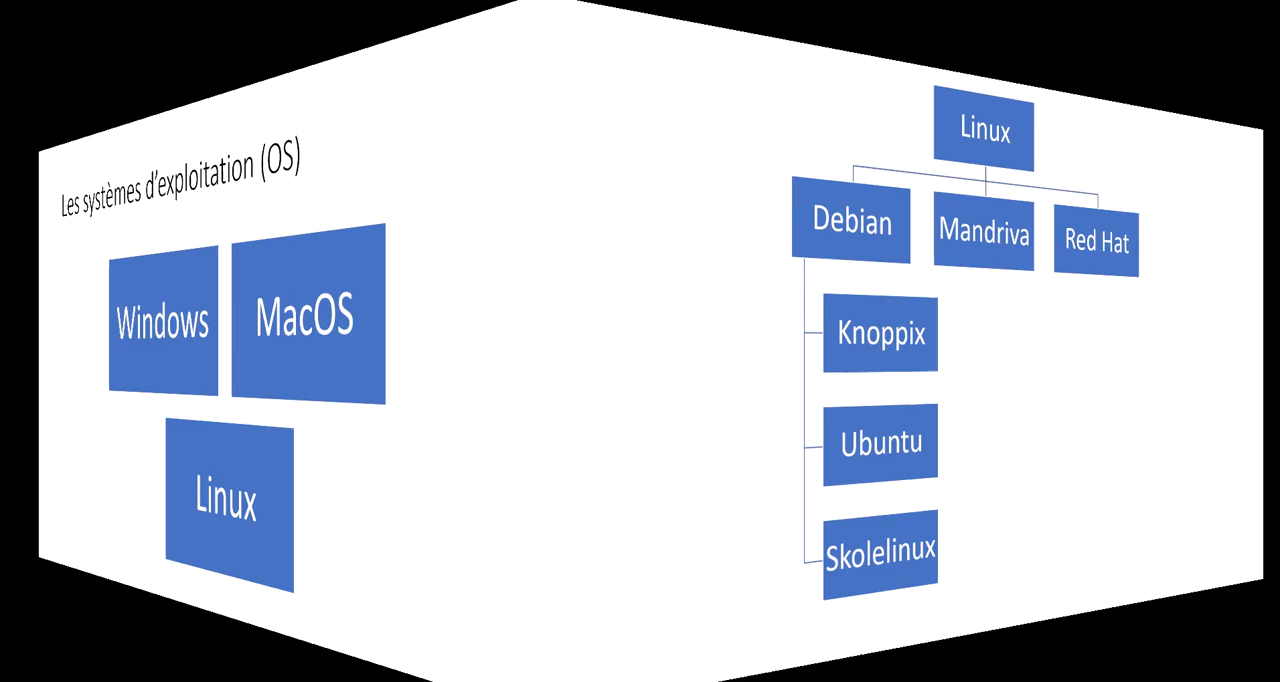 Les systèmes d'exploitation (OS)
Windows
MacOS
Linux
Linux
Debian
Mandriva
Red Hat
Knoppix
Ubuntu
Skolelinux